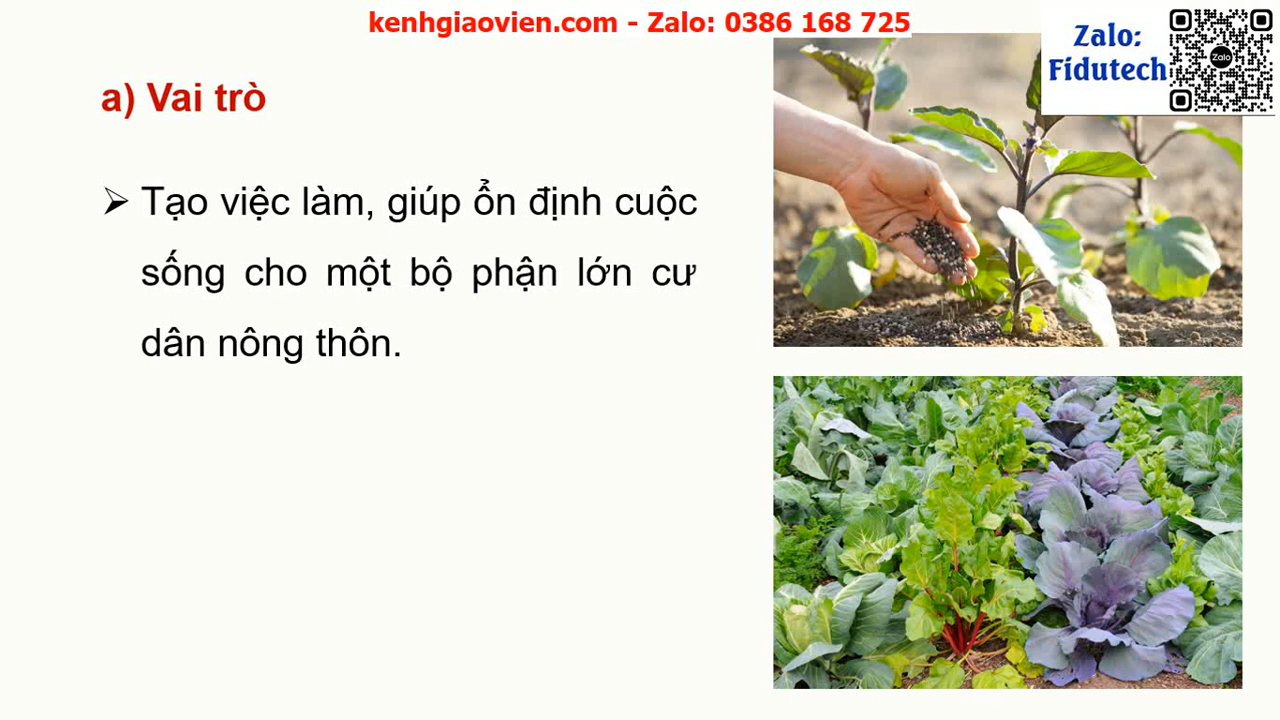 kenhgiaovien.com - Zalo: 0386 168 725
Zalo:
Fidutech
Zalo
a) Vai trò
➢ Tạo việc làm, giúp ổn định cuộc
sống cho một bộ phận lớn cư
dân nông thôn.